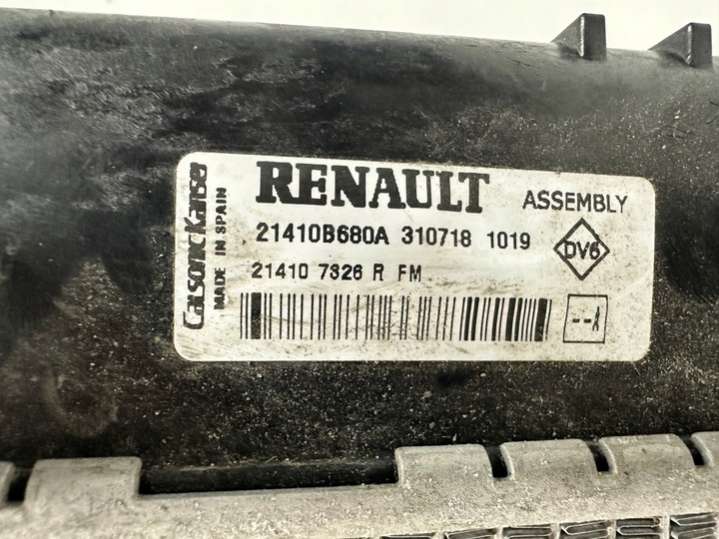 CalsonicKansei
MADE IN SPAIN
RENAULT ASSEMBLY
21410B680A 310718 1019
DV6
21410 7326 R FM
--A